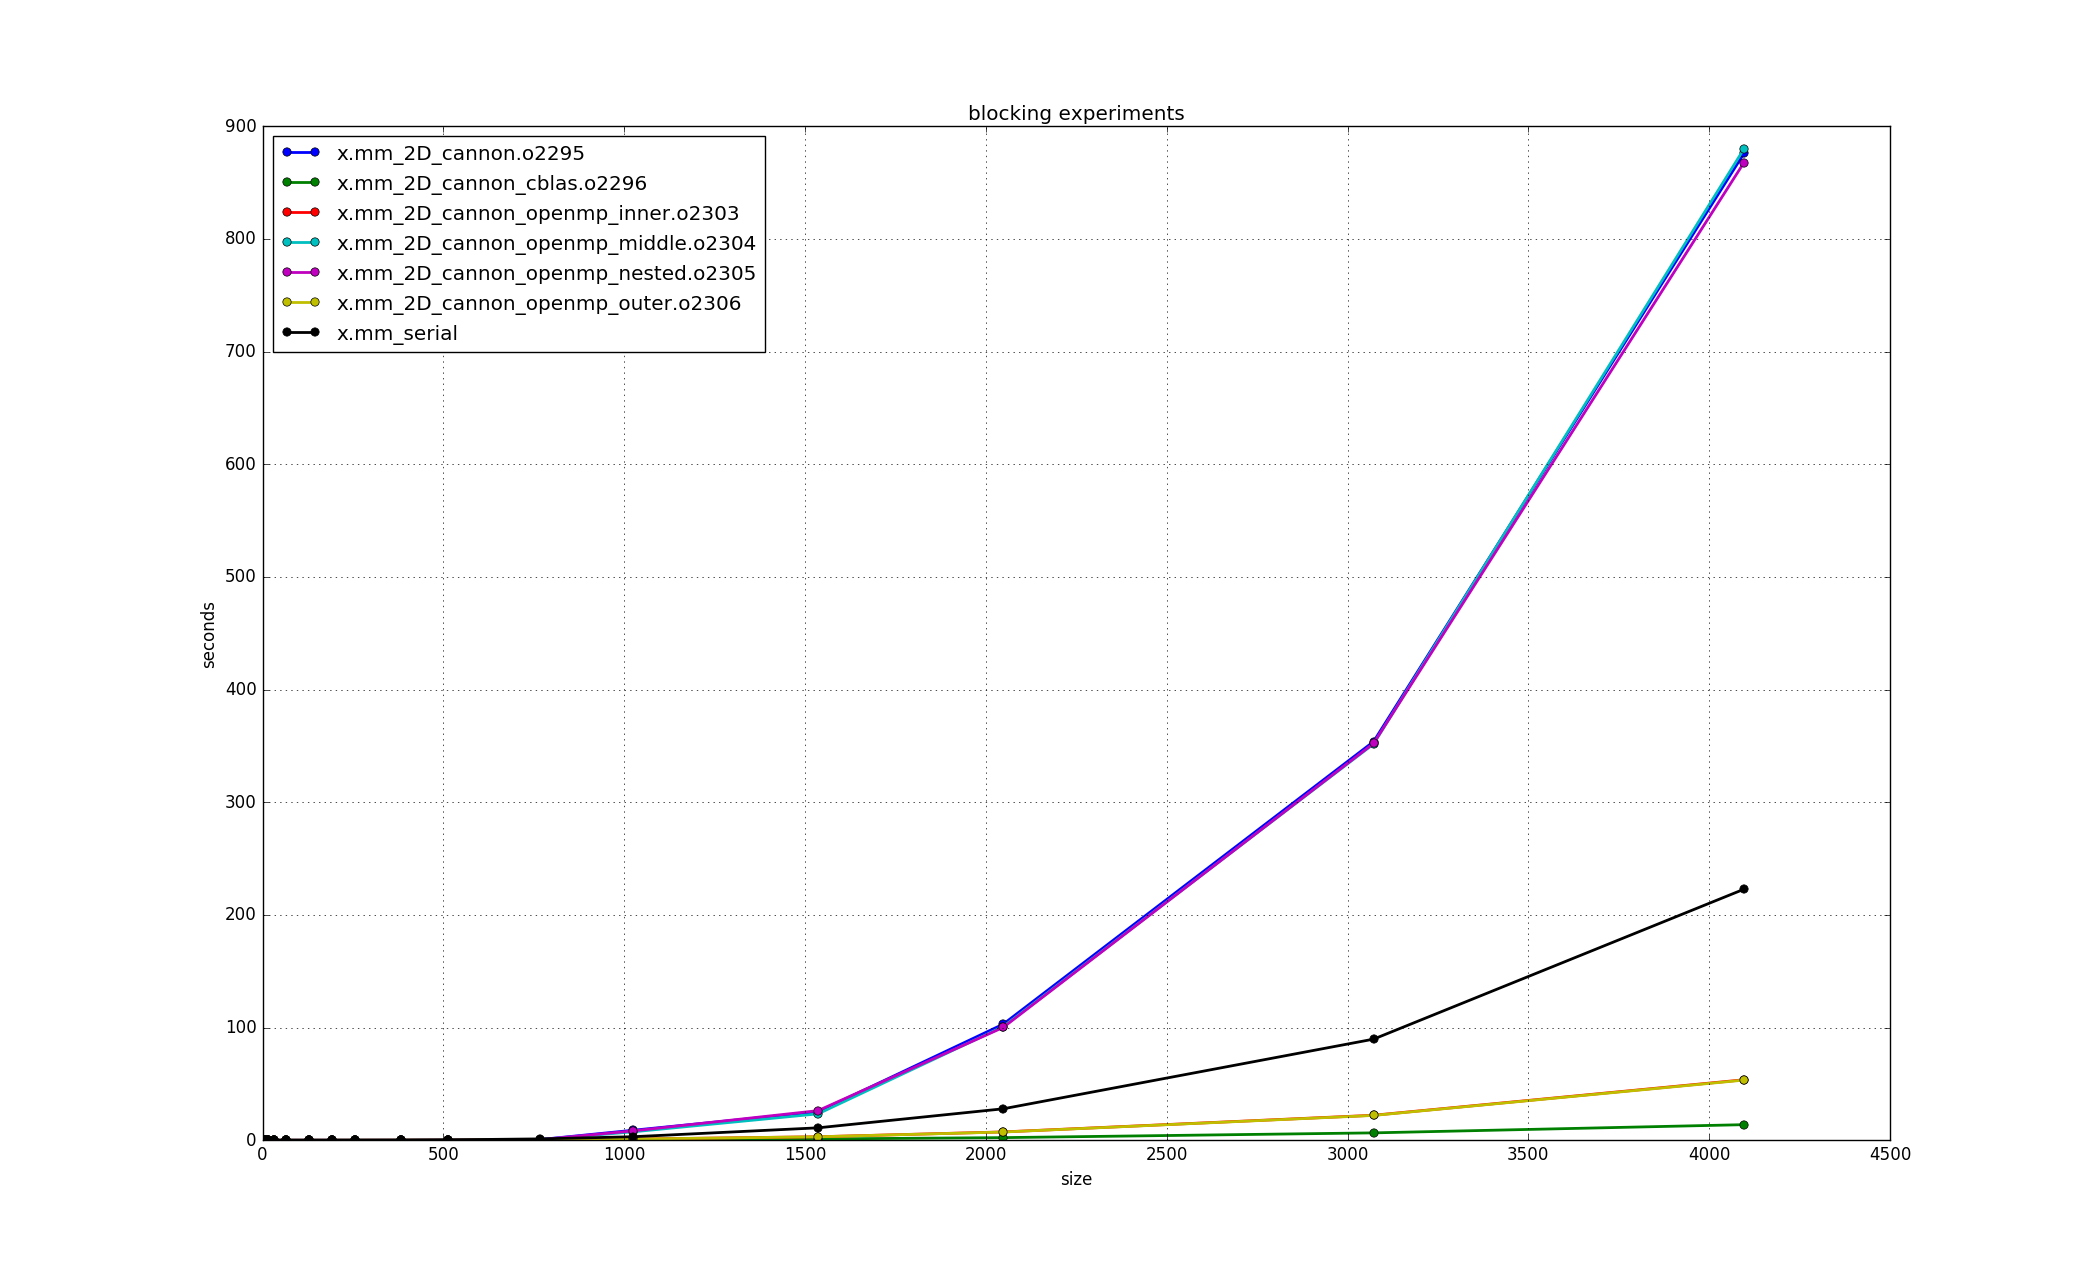 blocking experiments
900
800
700
600
500
400
300
200
100
0
seconds
x.mm_2D_cannon.o2295
x.mm_2D_cannon_cblas.o2296
x.mm_2D_cannon_openmp_inner.o2303
x.mm_2D_cannon_openmp_middle.o2304
x.mm_2D_cannon_openmp_nested.o2305
x.mm_2D_cannon_openmp_outer.o2306
x.mm_serial
0 500 1000 1500 2000 2500 3000 3500 4000 4500
size